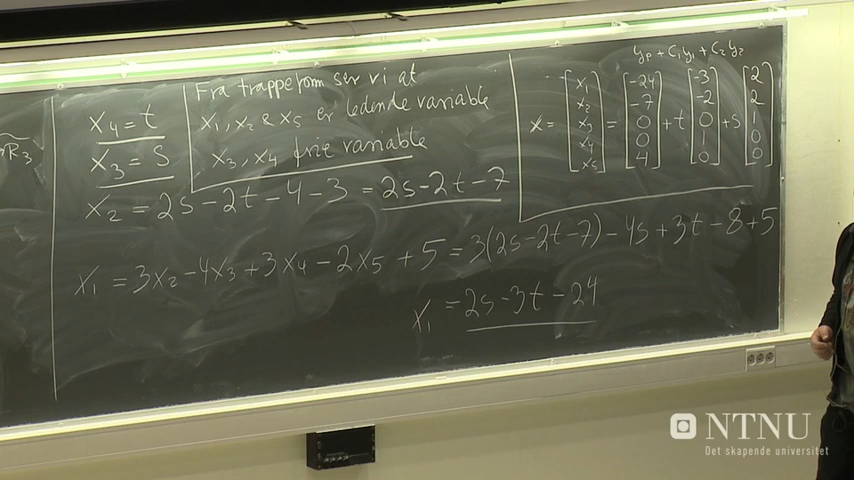 R3
x4 = t
x3 = s
Fra trappeform ser vi at
x1, x2 & x5 er ledende variable
x3, x4 frie variable
x2 = 2s-2t-4-3 = 2s-2t-7
x1 = 3x2-4x3+3x4-2x5+5 = 3(2s-2t-7)-4s+3t-8+5
x1 = 2s-3t-24
yp + c1y1 + c2y2
x = [x1 x2 x3 x4 x5] = [-24 -7 0 0 4] + t [-3 -2 0 1 0] + s [2 2 1 0 0]
NTNU
Det skapende universitet